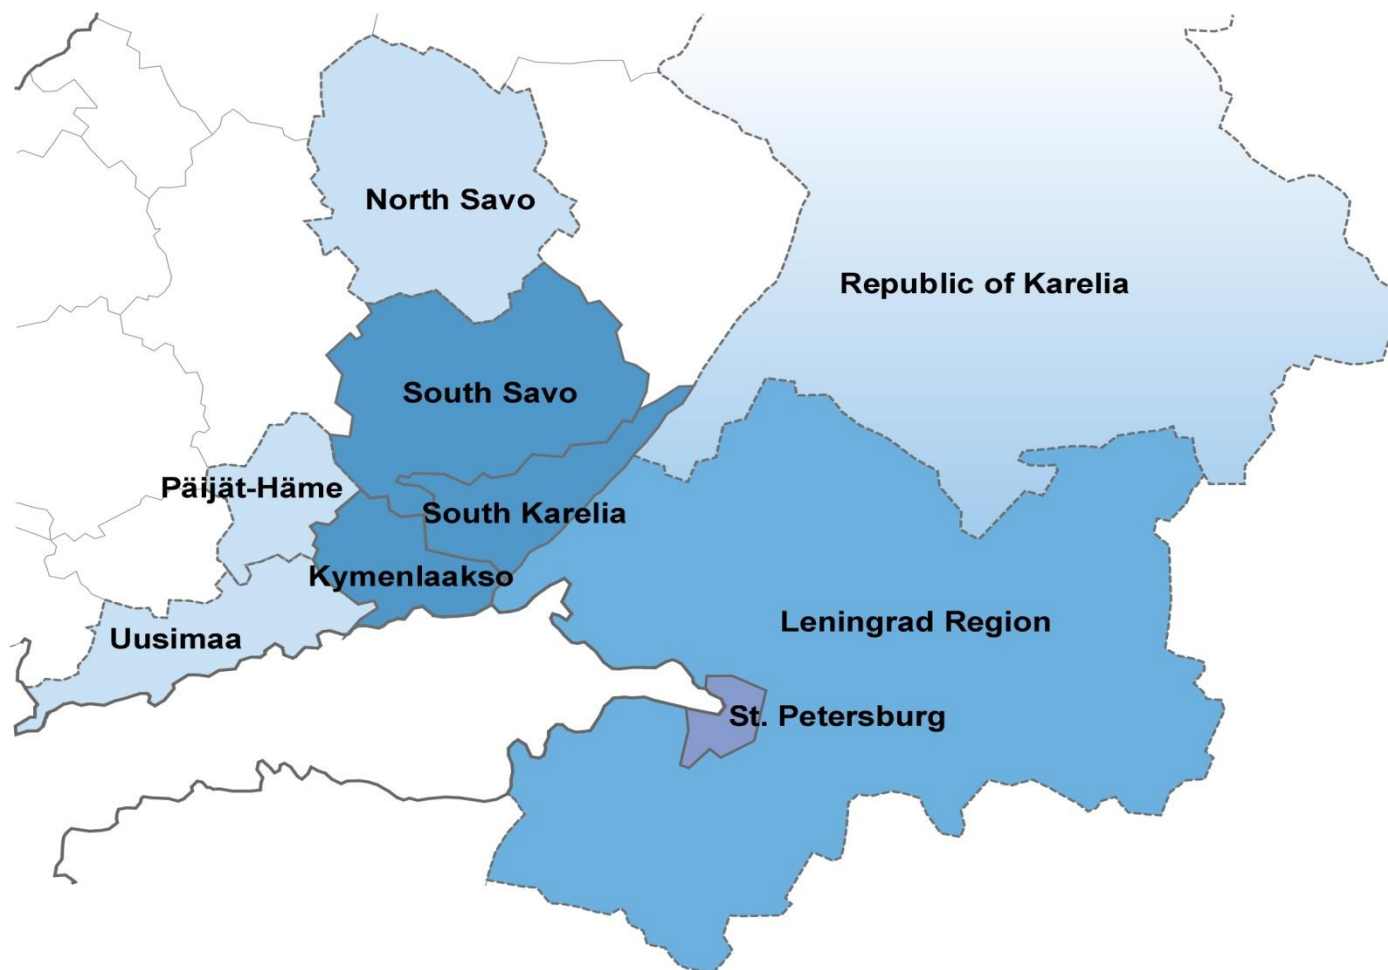 North Savo
Republic of Karelia
South Savo
Päijät-Häme
South Karelia
Kymenlaakso
Leningrad Region
Uusimaa
St. Petersburg